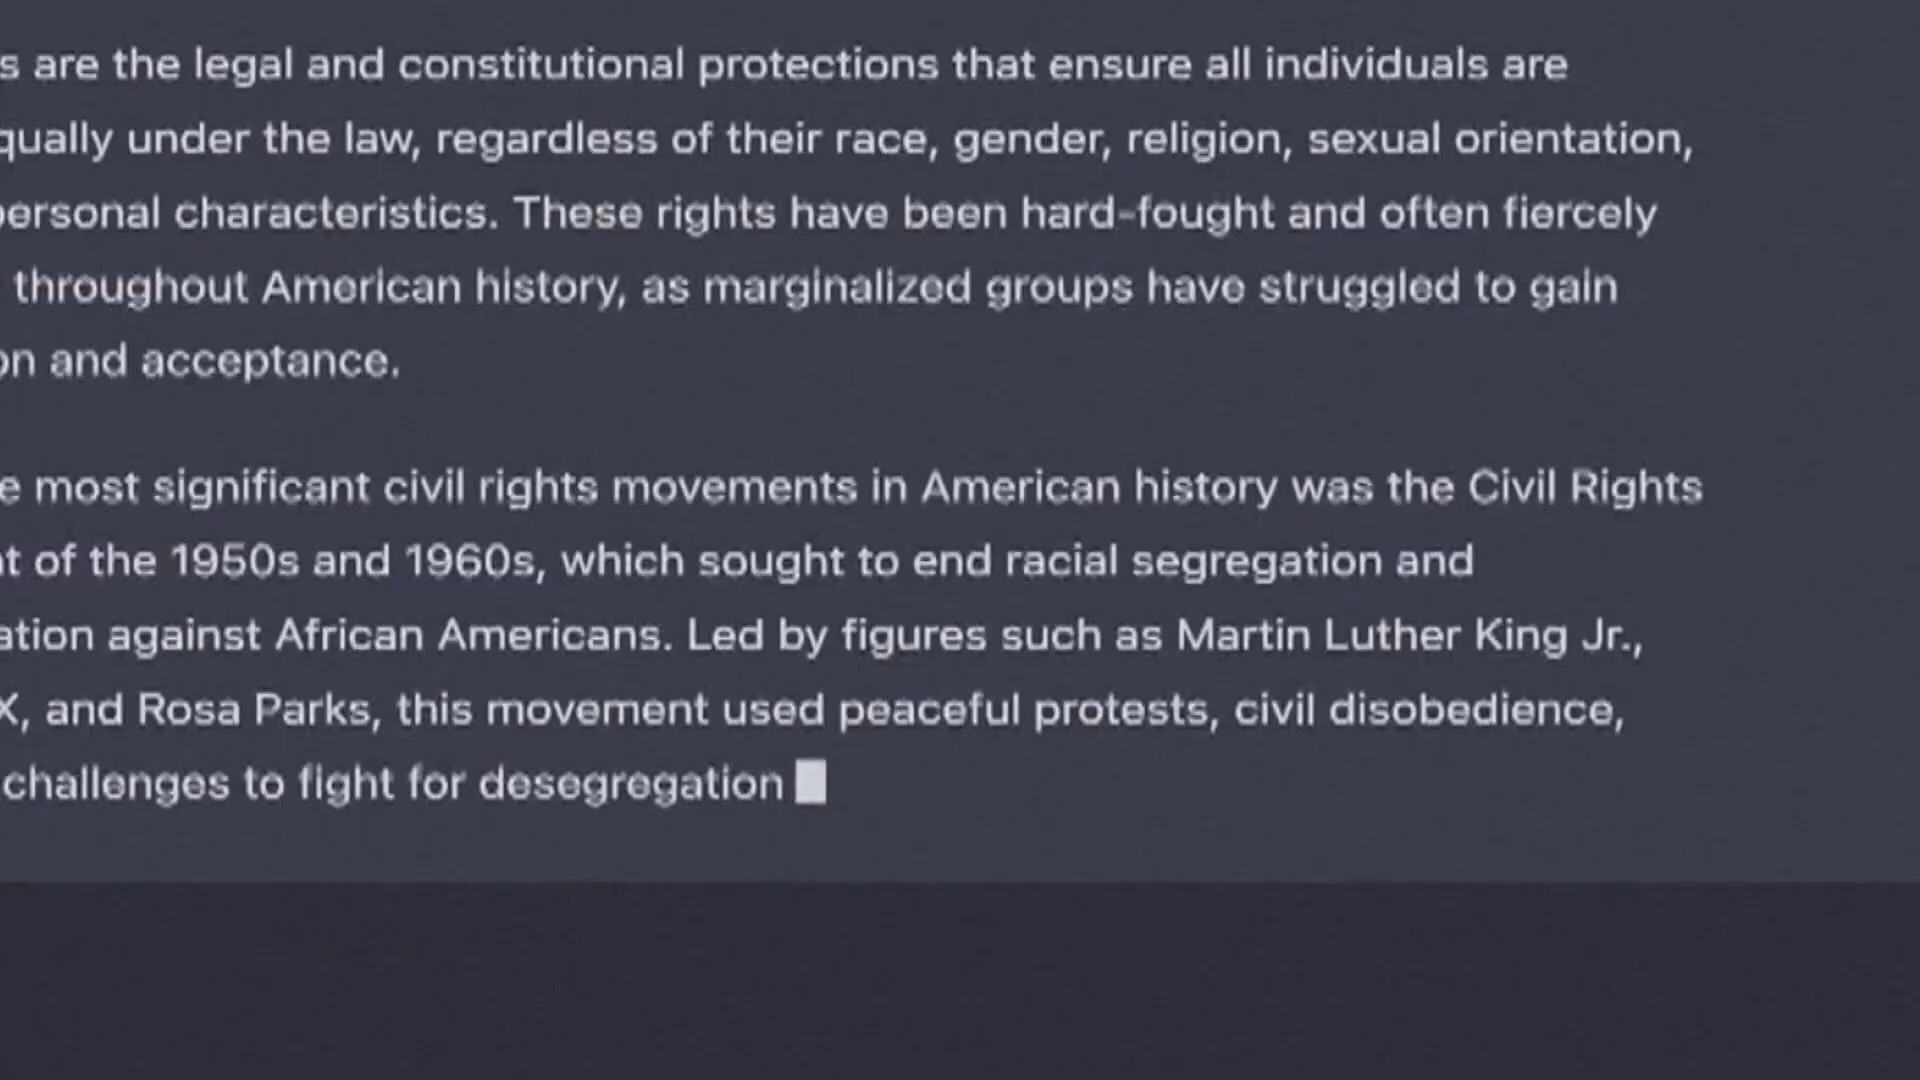 s are the legal and constitutional protections that ensure all individuals are
qually under the law, regardless of their race, gender, religion, sexual orientation,
personal characteristics. These rights have been hard-fought and often fiercely
throughout American history, as marginalized groups have struggled to gain
on and acceptance.
e most significant civil rights movements in American history was the Civil Rights
t of the 1950s and 1960s, which sought to end racial segregation and
ation against African Americans. Led by figures such as Martin Luther King Jr.,
X, and Rosa Parks, this movement used peaceful protests, civil disobedience,
challenges to fight for desegregation